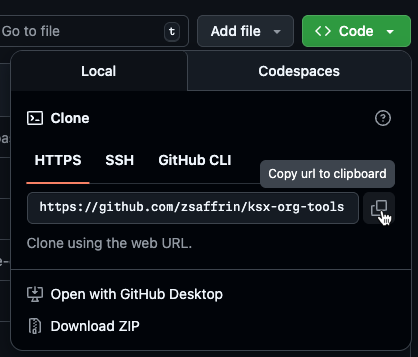 Go to file t Add file <> Code
Local Codespaces
Clone
HTTPS SSH GitHub CLI
Copy url to clipboard
https://github.com/zsaffrin/ksx-org-tools
Clone using the web URL.
Open with GitHub Desktop
Download ZIP